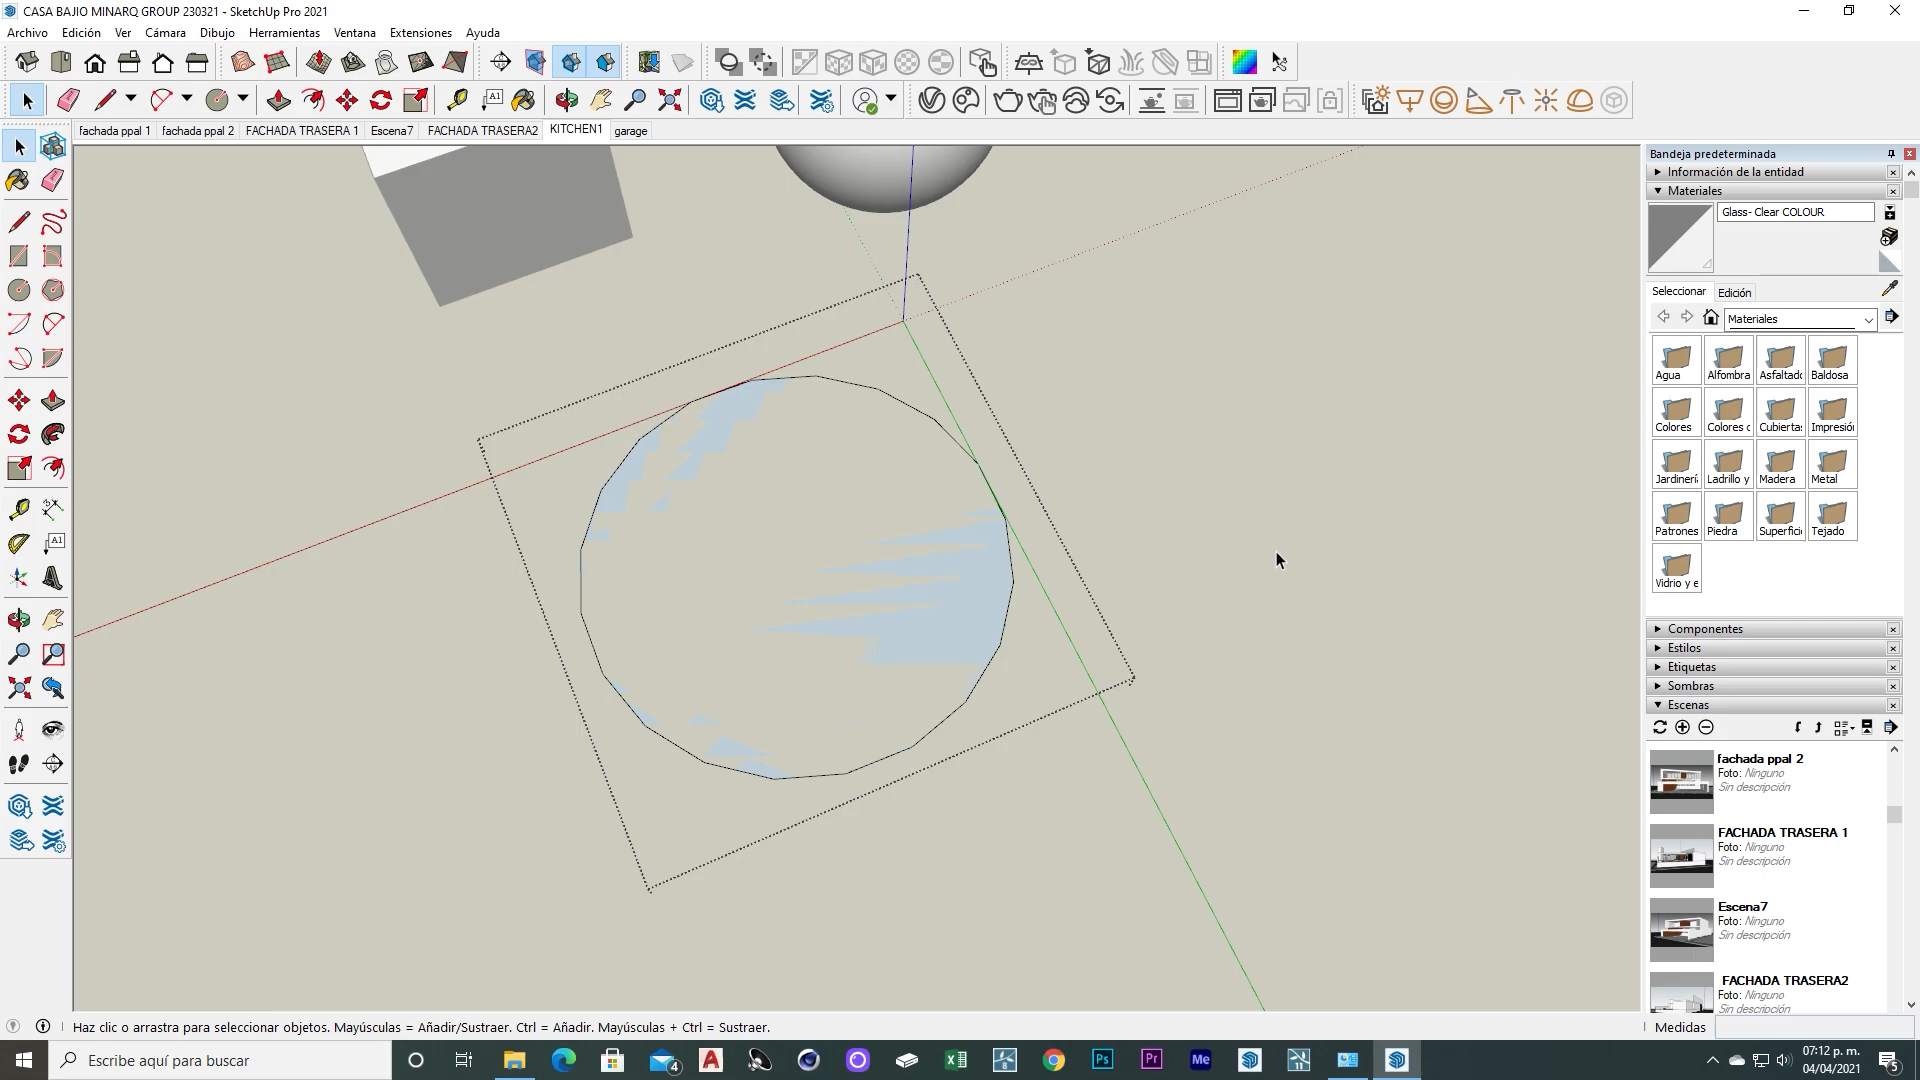 CASA BAJIO MINARQ GROUP 230321 - SketchUp Pro 2021
Archivo Edición Ver Cámara Dibujo Herramientas Ventana Extensiones Ayuda
fachada ppal 1 fachada ppal 2 FACHADA TRASERA 1 Escena7 FACHADA TRASERA2 KITCHEN1 garage
Bandeja predeterminada
Información de la entidad
Materiales
Glass- Clear COLOUR
Seleccionar Edición
Materiales
Agua Alfombra Asfaltado Baldosa
Colores Colores c Cubierta: Impresió
Jardinerí Ladrillo y Madera Metal
Patrones Piedra Superfici Tejado
Vidrio y e
Componentes
Estilos
Etiquetas
Sombras
Escenas
fachada ppal 2
Foto: Ninguno
Sin descripción
FACHADA TRASERA 1
Foto: Ninguno
Sin descripción
Escena7
Foto: Ninguno
Sin descripción
FACHADA TRASERA2
Foto: Ninguno
Sin descripción
Haz clic o arrastra para seleccionar objetos. Mayúsculas = Añadir/Sustraer. Ctrl = Añadir. Mayúsculas + Ctrl = Sustraer.
Medidas
Escribe aquí para buscar
07:12 p. m.
04/04/2021